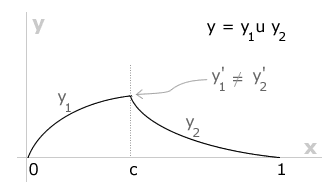 y
y = y₁u y₂
y₁' ≠ y₂'
y₁
y₂
x
0
c
1